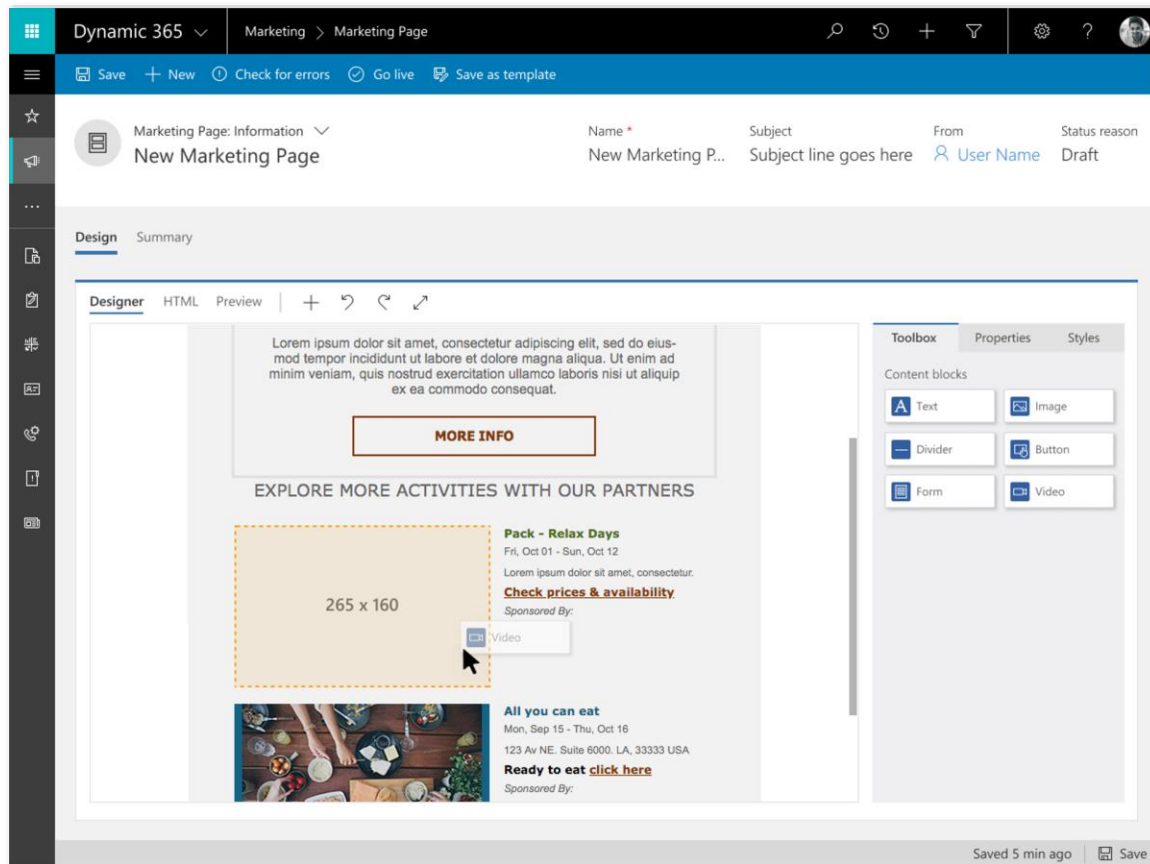 Dynamic 365
Marketing > Marketing Page
Save
New
Check for errors
Go live
Save as template
Marketing Page: Information
New Marketing Page
Name *
New Marketing P...
Subject
Subject line goes here
From
User Name
Status reason
Draft
Design
Summary
Designer
HTML
Preview
Lorem ipsum dolor sit amet, consectetur adipiscing elit, sed do eius-
mod tempor incididunt ut labore et dolore magna aliqua. Ut enim ad
minim veniam, quis nostrud exercitation ullamco laboris nisi ut aliquip
ex ea commodo consequat.
MORE INFO
EXPLORE MORE ACTIVITIES WITH OUR PARTNERS
265 x 160
Video
Pack - Relax Days
Fri, Oct 01 - Sun, Oct 12
Lorem ipsum dolor sit amet, consectetur.
Check prices & availability
Sponsored By:
All you can eat
Mon, Sep 15 - Thu, Oct 16
123 Av NE. Suite 6000. LA, 33333 USA
Ready to eat click here
Sponsored By:
Toolbox
Properties
Styles
Content blocks
Text
Image
Divider
Button
Form
Video
Saved 5 min ago
Save